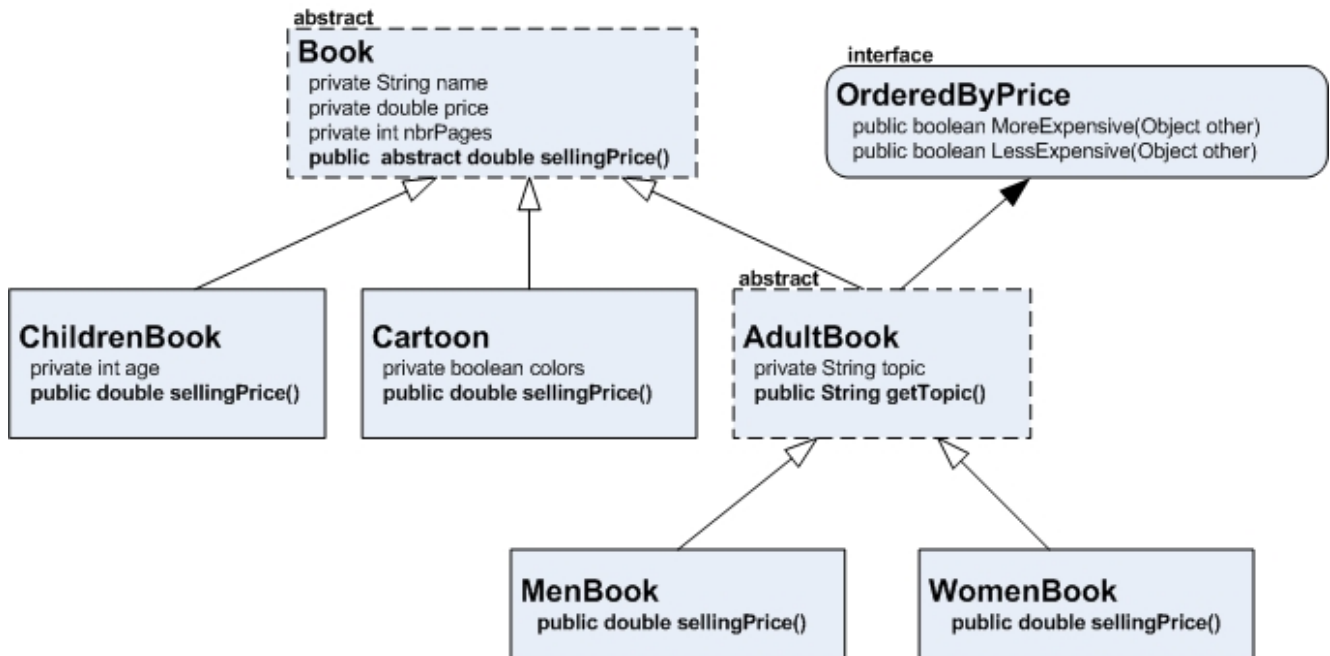 abstract
Book
private String name
private double price
private int nbrPages
public abstract double sellingPrice()
interface
OrderedByPrice
public boolean MoreExpensive(Object other)
public boolean LessExpensive(Object other)
ChildrenBook
private int age
public double sellingPrice()
Cartoon
private boolean colors
public double sellingPrice()
abstract
AdultBook
private String topic
public String getTopic()
MenBook
public double sellingPrice()
WomenBook
public double sellingPrice()